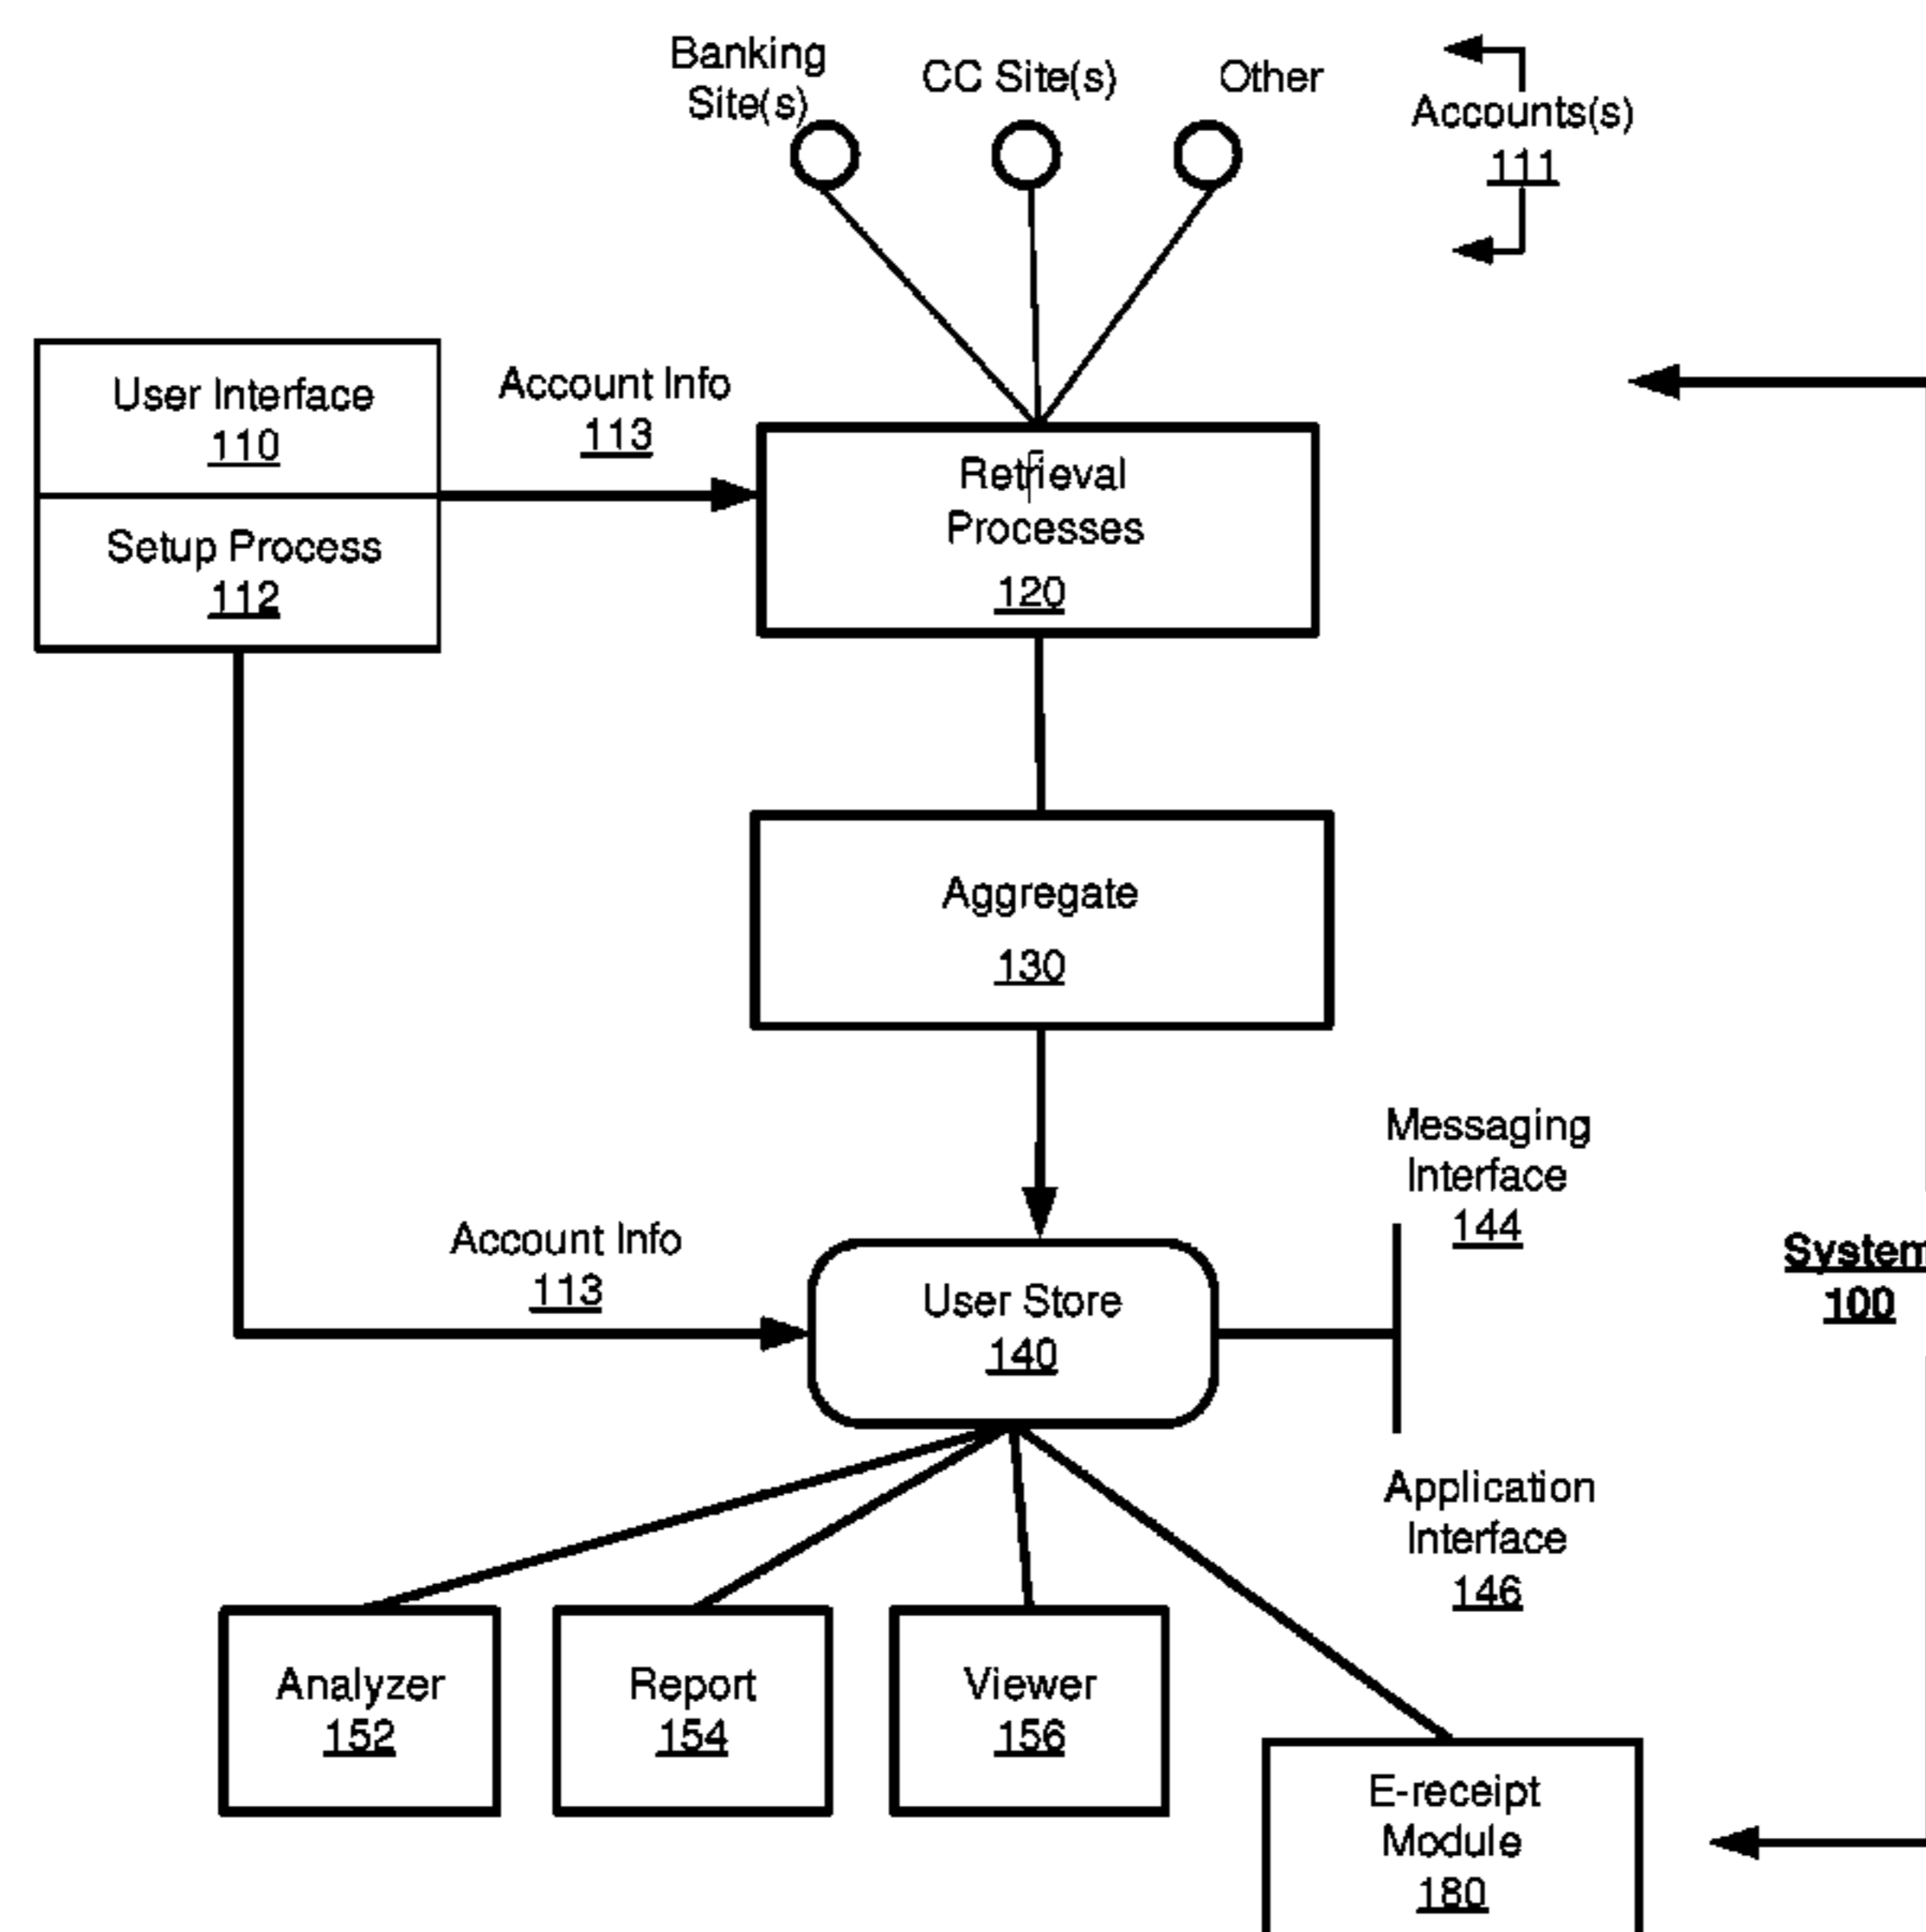 Banking
Site(s)
CC Site(s)
Other
Accounts(s)
111
User Interface
110
Setup Process
112
Account Info
113
Retrieval
Processes
120
Aggregate
130
Messaging
Interface
144
Account Info
113
User Store
140
System
100
Application
Interface
146
Analyzer
152
Report
154
Viewer
156
E-receipt
Module
180